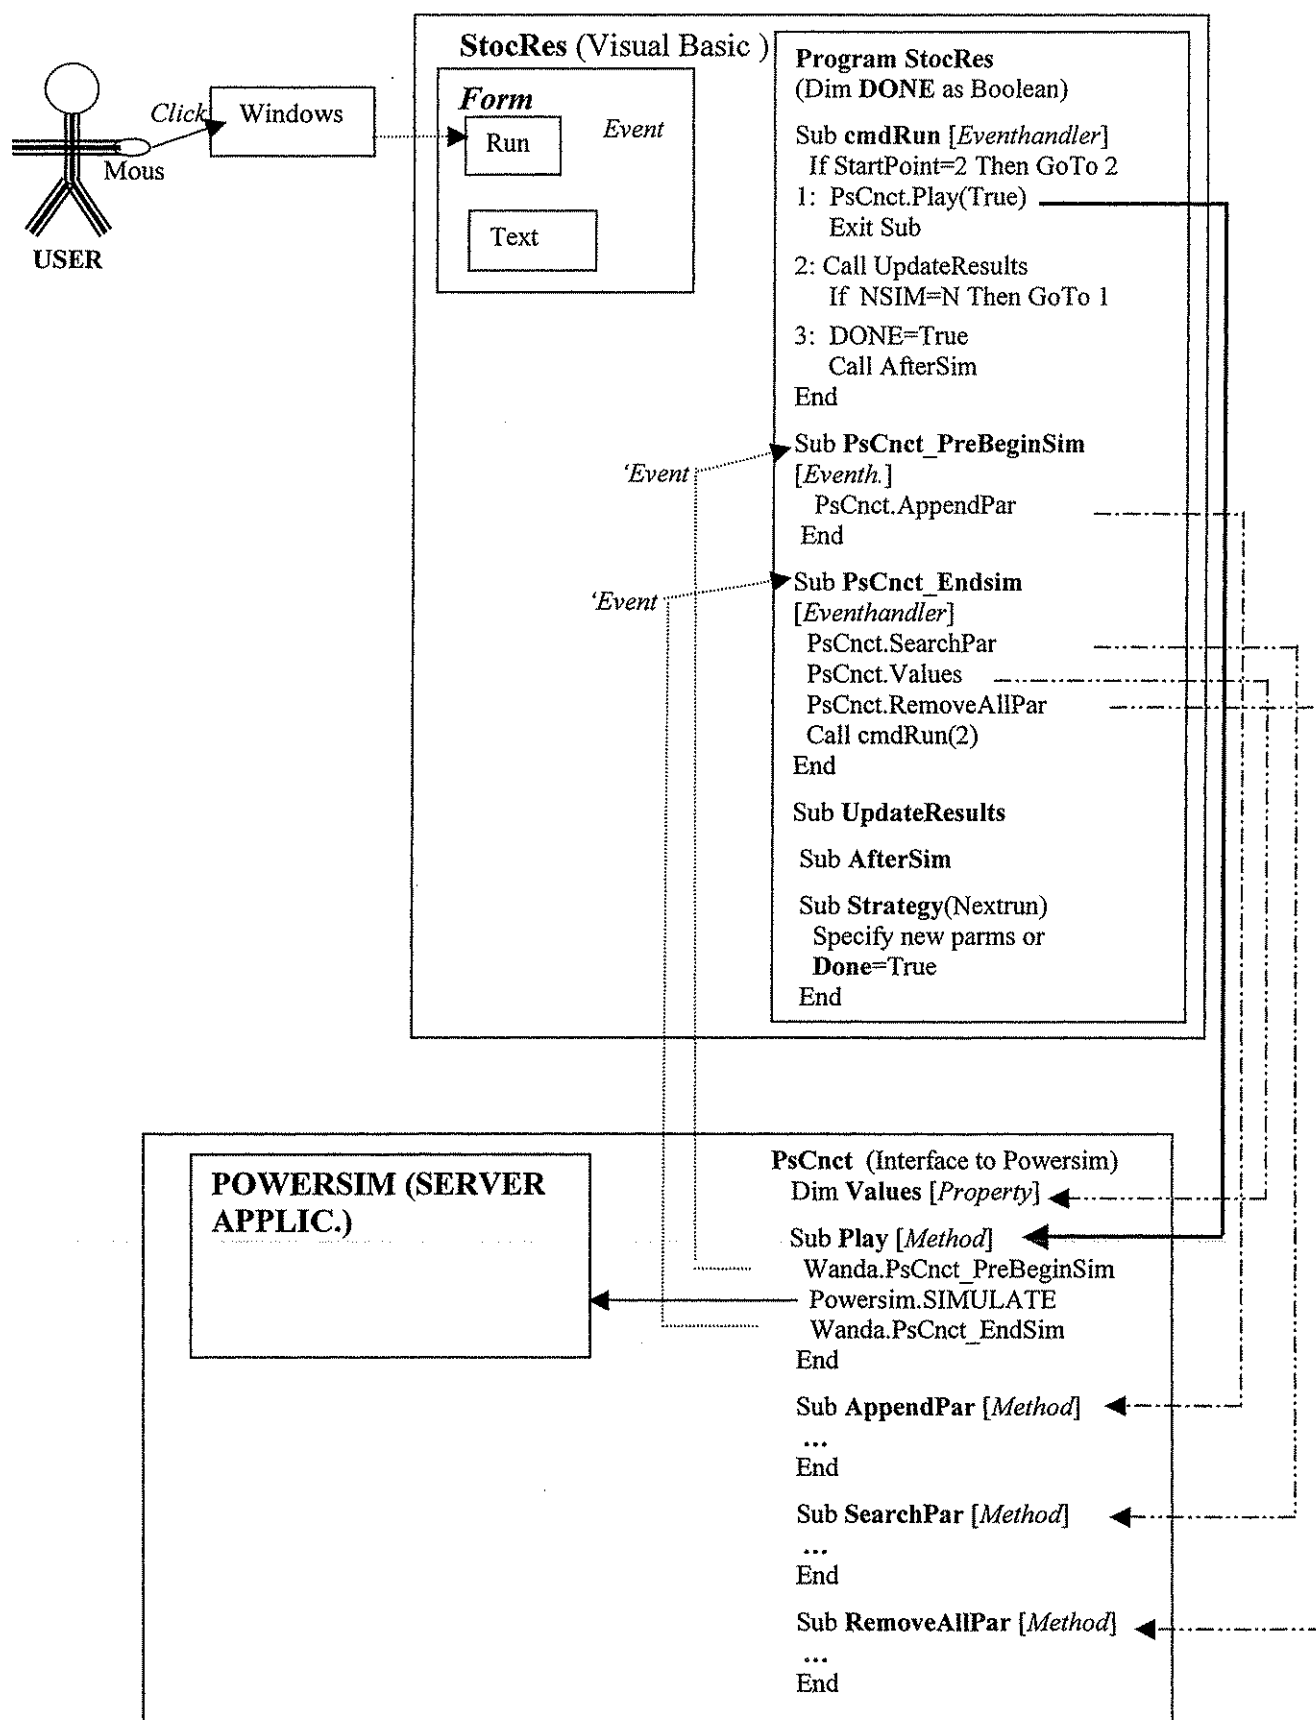 StocRes (Visual Basic )
Click
Windows
Mous
USER
Form
Run
Event
Text
Program StocRes
(Dim DONE as Boolean)
Sub cmdRun [Eventhandler]
If StartPoint=2 Then GoTo 2
1: PsCnct.Play(True)
Exit Sub
2: Call UpdateResults
If NSIM=N Then GoTo 1
3: DONE=True
Call AfterSim
End
'Event
Sub PsCnct_PreBeginSim
[Eventh.]
PsCnct.AppendPar
End
'Event
Sub PsCnct_Endsim
[Eventhandler]
PsCnct.SearchPar
PsCnct.Values
PsCnct.RemoveAllPar
Call cmdRun(2)
End
Sub UpdateResults
Sub AfterSim
Sub Strategy(Nextrun)
Specify new parms or
Done=True
End
POWERSIM (SERVER
APPLIC.)
PsCnct (Interface to Powersim)
Dim Values [Property]
Sub Play [Method]
Wanda.PsCnct_PreBeginSim
Powersim.SIMULATE
Wanda.PsCnct_EndSim
End
Sub AppendPar [Method]
...
End
Sub SearchPar [Method]
...
End
Sub RemoveAllPar [Method]
...
End